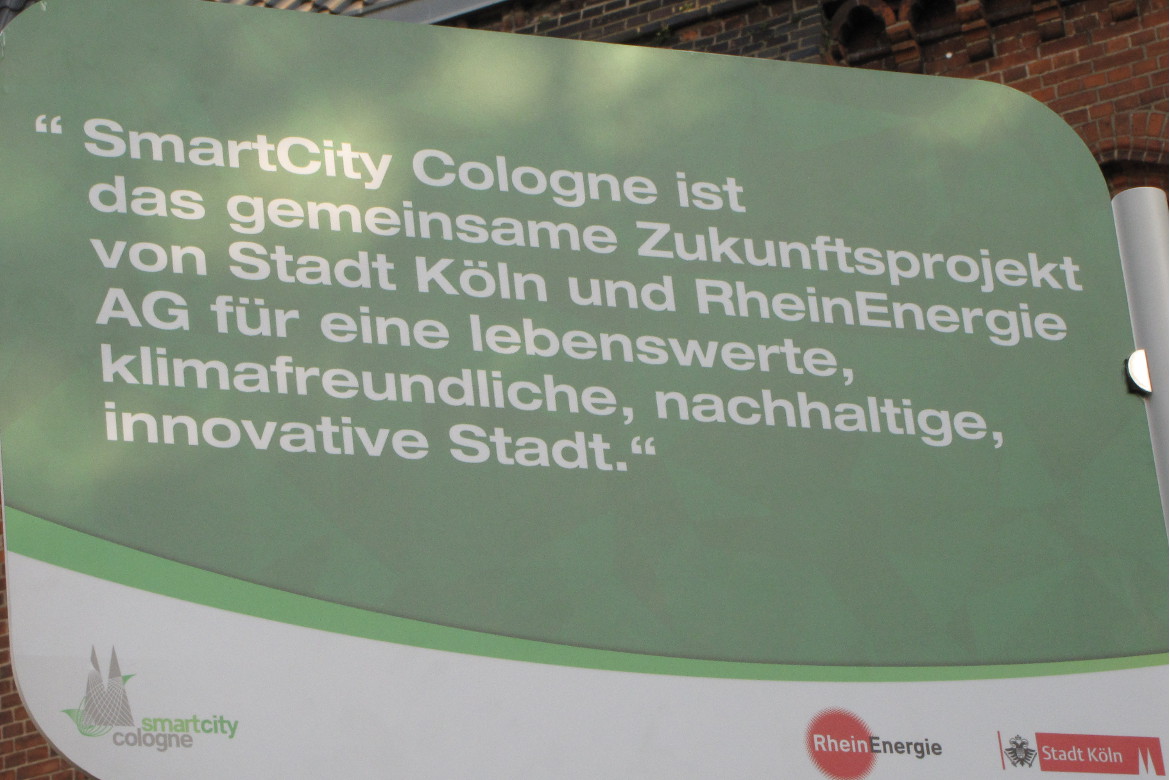 “ SmartCity Cologne ist
das gemeinsame Zukunftsprojekt
von Stadt Köln und RheinEnergie
AG für eine lebenswerte,
klimafreundliche, nachhaltige,
innovative Stadt.“
smartcity
cologne
RheinEnergie
Stadt Köln